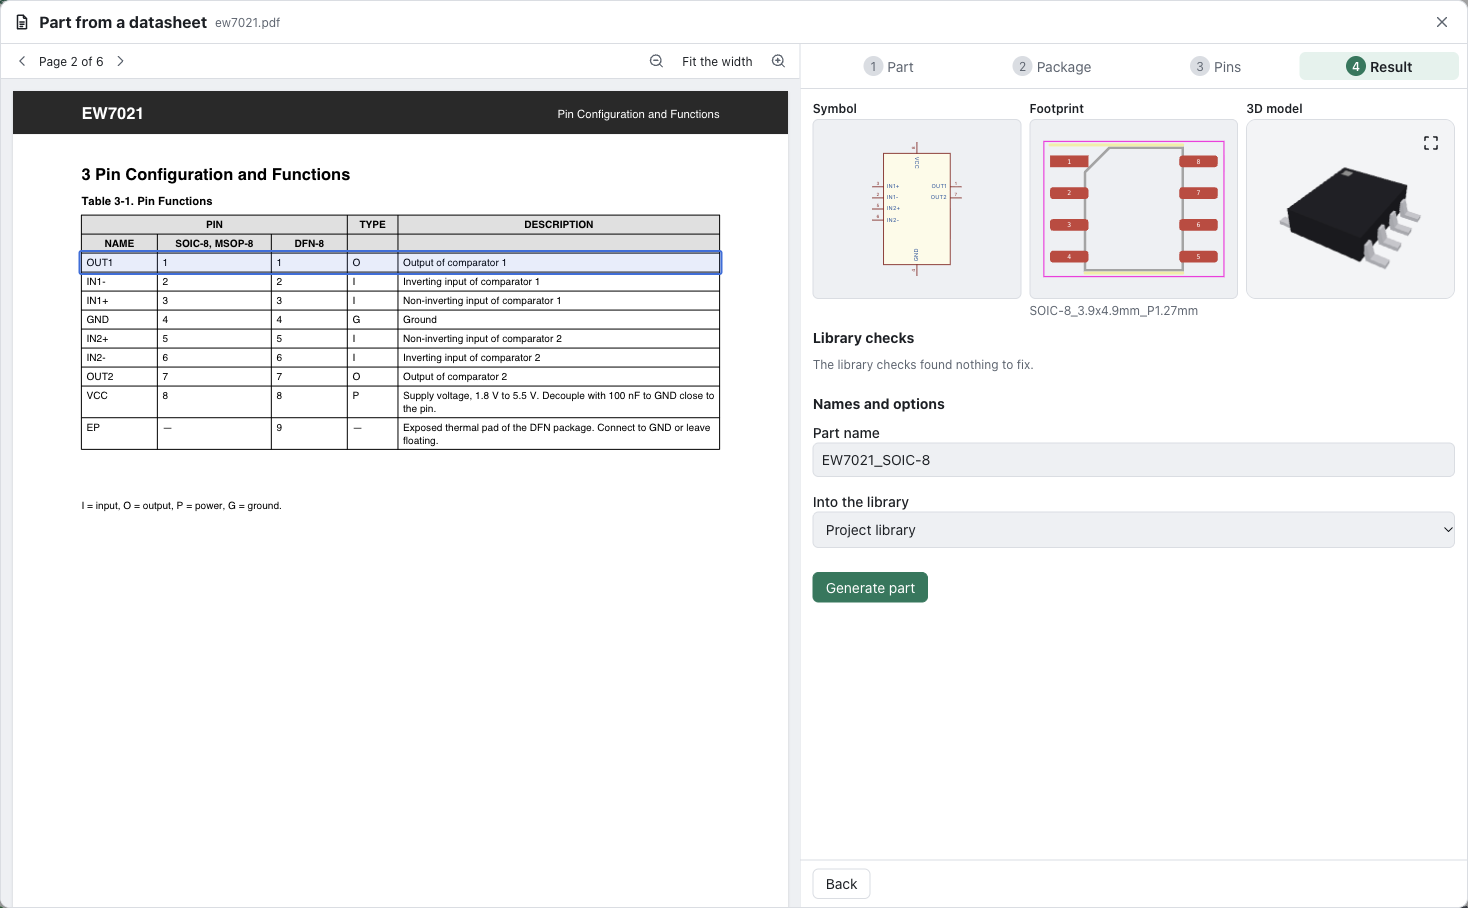 Part from a datasheet ew7021.pdf
Page 2 of 6
Fit the width
1 Part
2 Package
3 Pins
4 Result
EW7021
Pin Configuration and Functions
3 Pin Configuration and Functions
Table 3-1. Pin Functions
PIN TYPE DESCRIPTION
NAME SOIC-8, MSOP-8 DFN-8
OUT1 1 1 O Output of comparator 1
IN1- 2 2 I Inverting input of comparator 1
IN1+ 3 3 I Non-inverting input of comparator 1
GND 4 4 G Ground
IN2+ 5 5 I Non-inverting input of comparator 2
IN2- 6 6 I Inverting input of comparator 2
OUT2 7 7 O Output of comparator 2
VCC 8 8 P Supply voltage, 1.8 V to 5.5 V. Decouple with 100 nF to GND close to
the pin.
EP — 9 — Exposed thermal pad of the DFN package. Connect to GND or leave
floating.
I = input, O = output, P = power, G = ground.
Symbol
VCC
IN1+ OUT1
IN1- OUT2
IN2+
IN2-
GND
Footprint
1 8
2 7
3 6
4 5
SOIC-8_3.9x4.9mm_P1.27mm
3D model
Library checks
The library checks found nothing to fix.
Names and options
Part name
EW7021_SOIC-8
Into the library
Project library
Generate part
Back